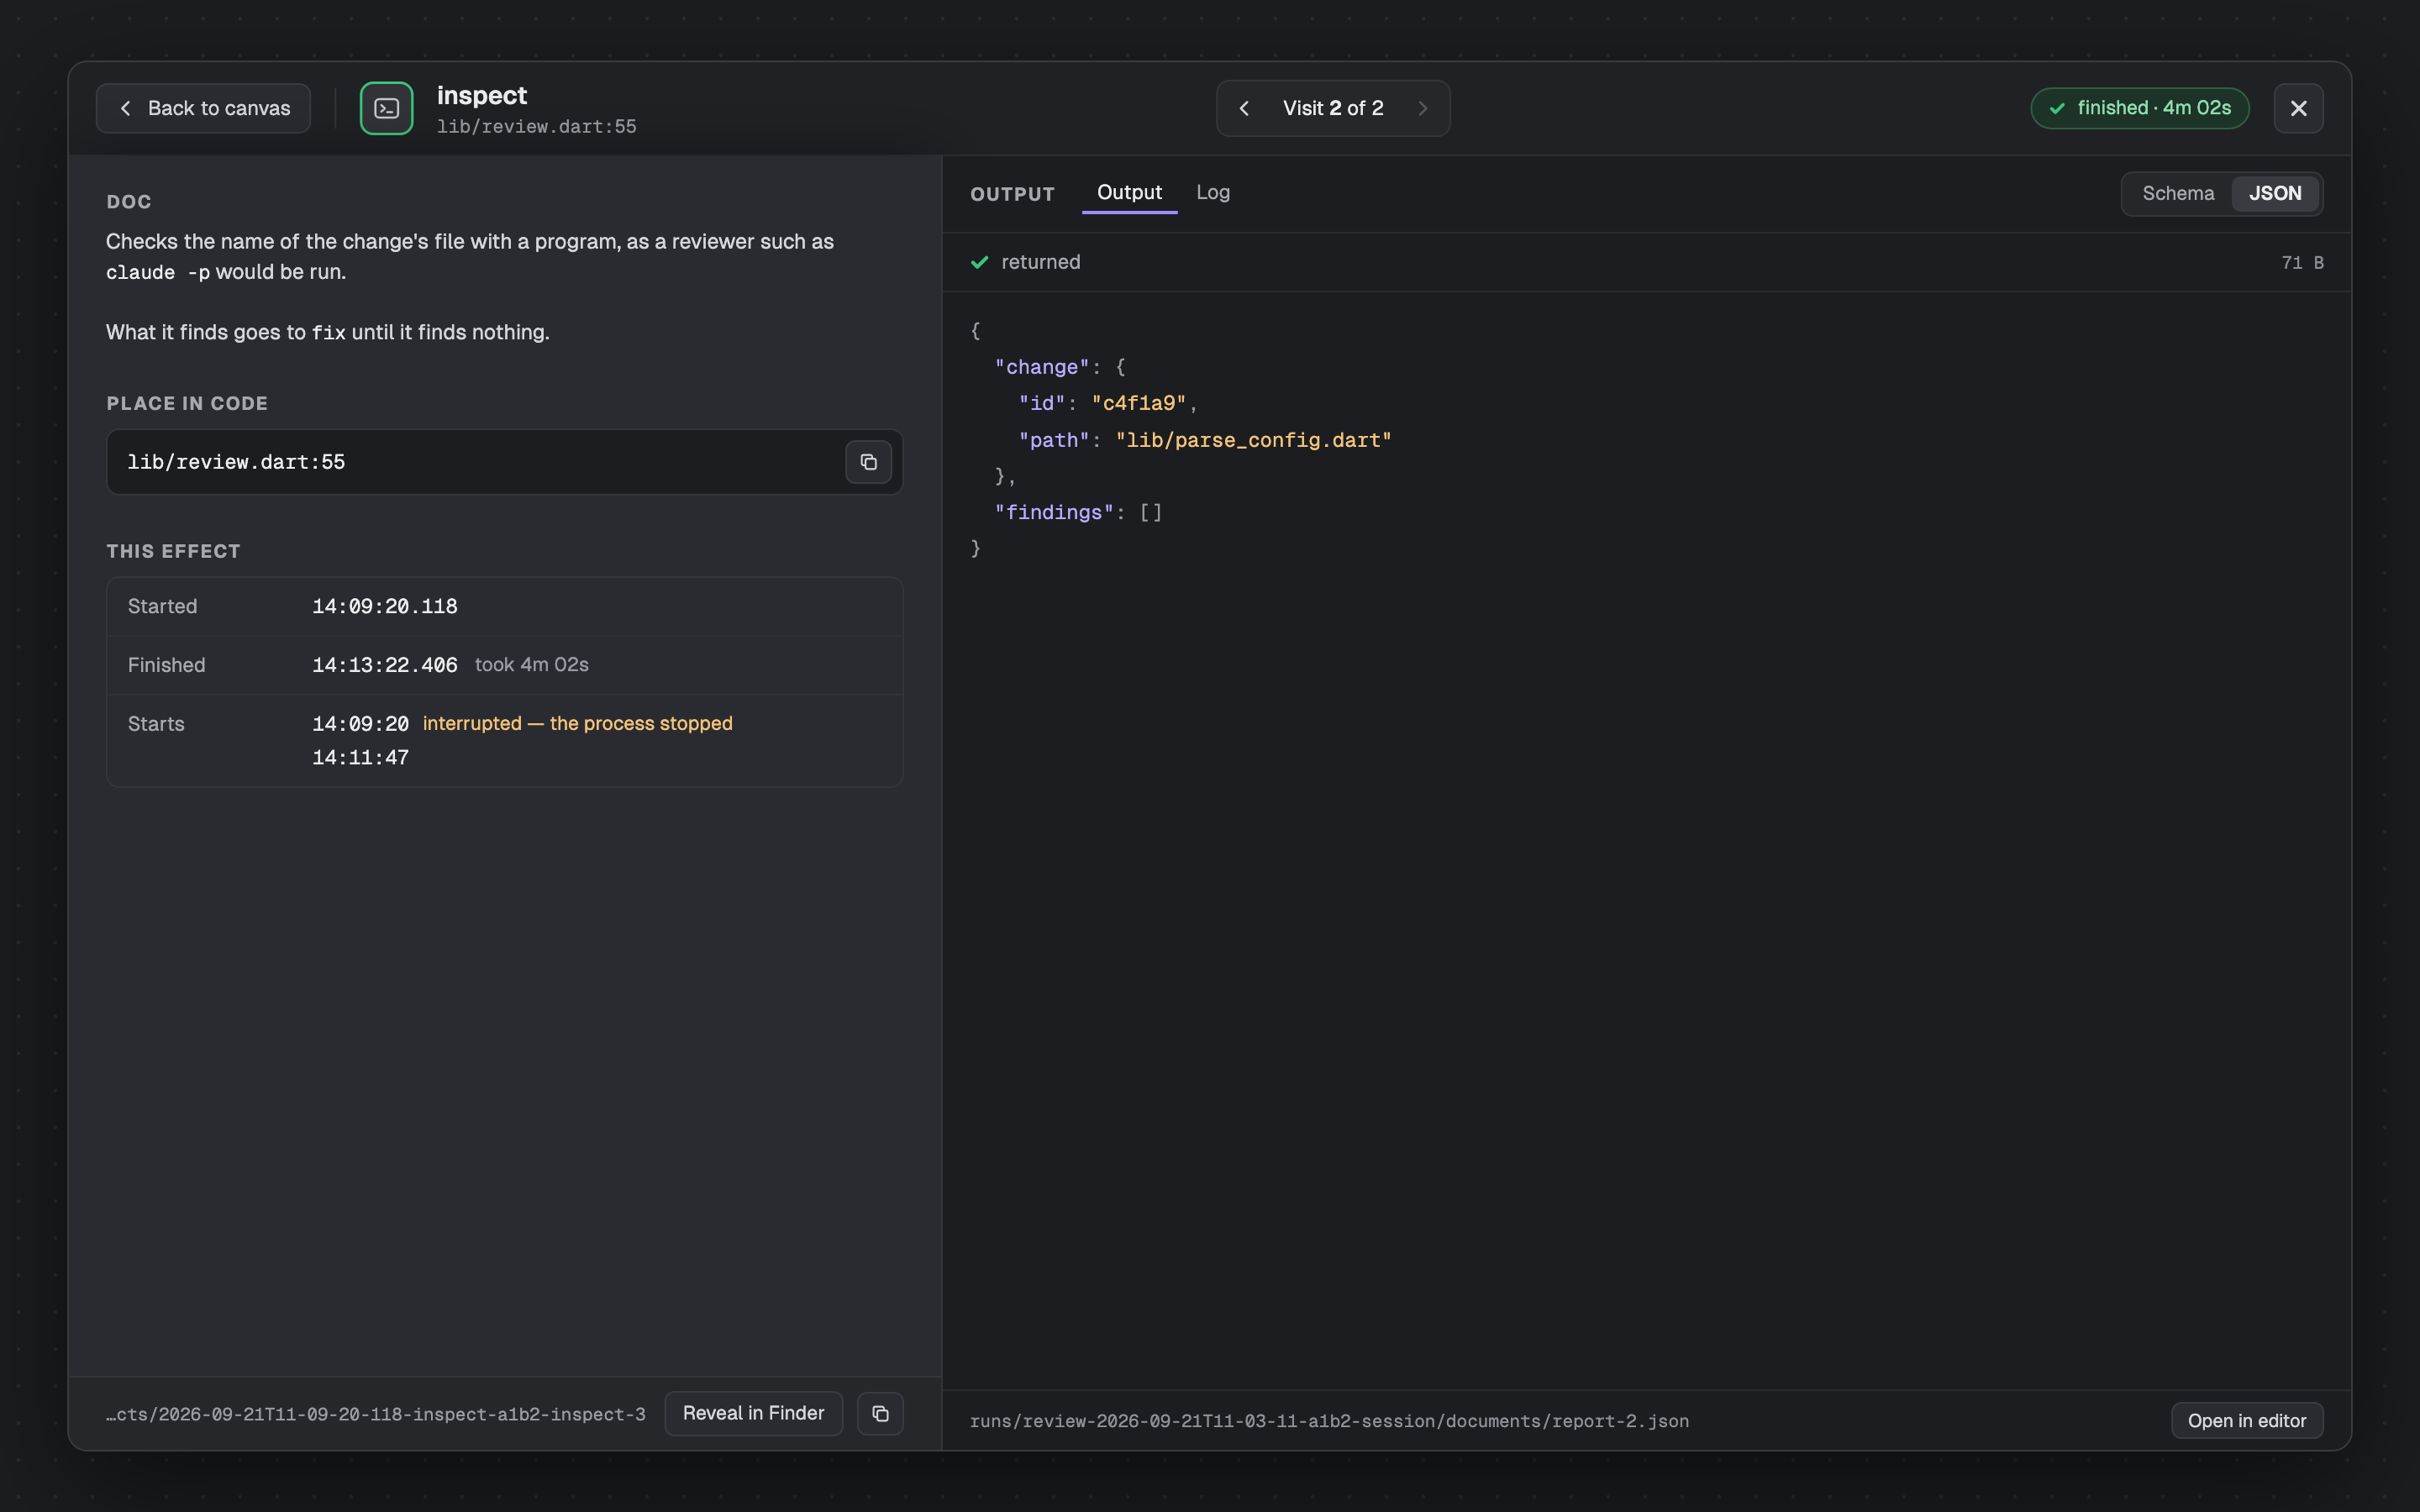 Back to canvas
inspect
lib/review.dart:55
Visit 2 of 2
finished · 4m 02s
DOC
Checks the name of the change's file with a program, as a reviewer such as
claude -p would be run.
What it finds goes to fix until it finds nothing.
PLACE IN CODE
lib/review.dart:55
THIS EFFECT
Started 14:09:20.118
Finished 14:13:22.406 took 4m 02s
Starts 14:09:20 interrupted — the process stopped
14:11:47
…cts/2026-09-21T11-09-20-118-inspect-a1b2-inspect-3
Reveal in Finder
OUTPUT Output Log
Schema JSON
returned
71 B
{
"change": {
"id": "c4f1a9",
"path": "lib/parse_config.dart"
},
"findings": []
}
runs/review-2026-09-21T11-03-11-a1b2-session/documents/report-2.json
Open in editor